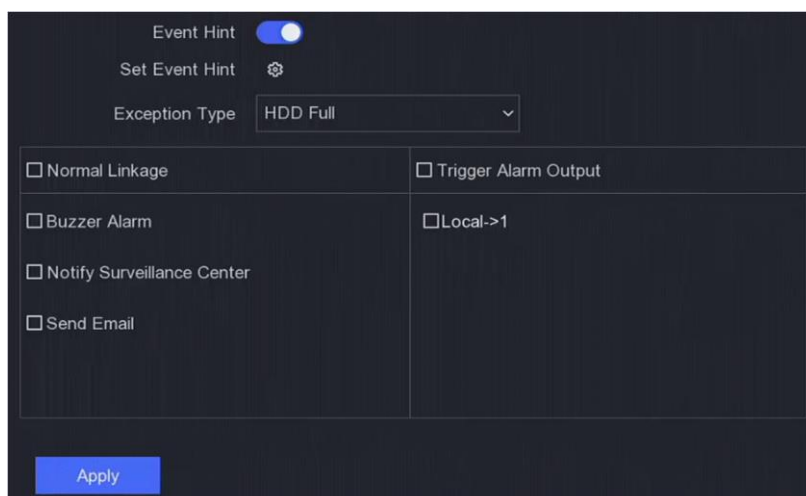 Event Hint
Set Event Hint
Exception Type HDD Full
Normal Linkage Trigger Alarm Output
Buzzer Alarm Local->1
Notify Surveillance Center
Send Email
Apply